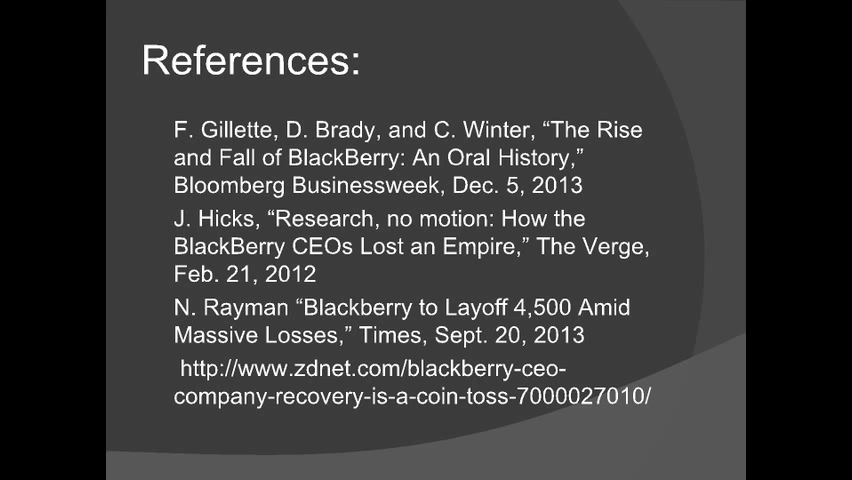 References:
F. Gillette, D. Brady, and C. Winter, “The Rise
and Fall of BlackBerry: An Oral History,”
Bloomberg Businessweek, Dec. 5, 2013
J. Hicks, “Research, no motion: How the
BlackBerry CEOs Lost an Empire,” The Verge,
Feb. 21, 2012
N. Rayman “Blackberry to Layoff 4,500 Amid
Massive Losses,” Times, Sept. 20, 2013
http://www.zdnet.com/blackberry-ceo-
company-recovery-is-a-coin-toss-7000027010/